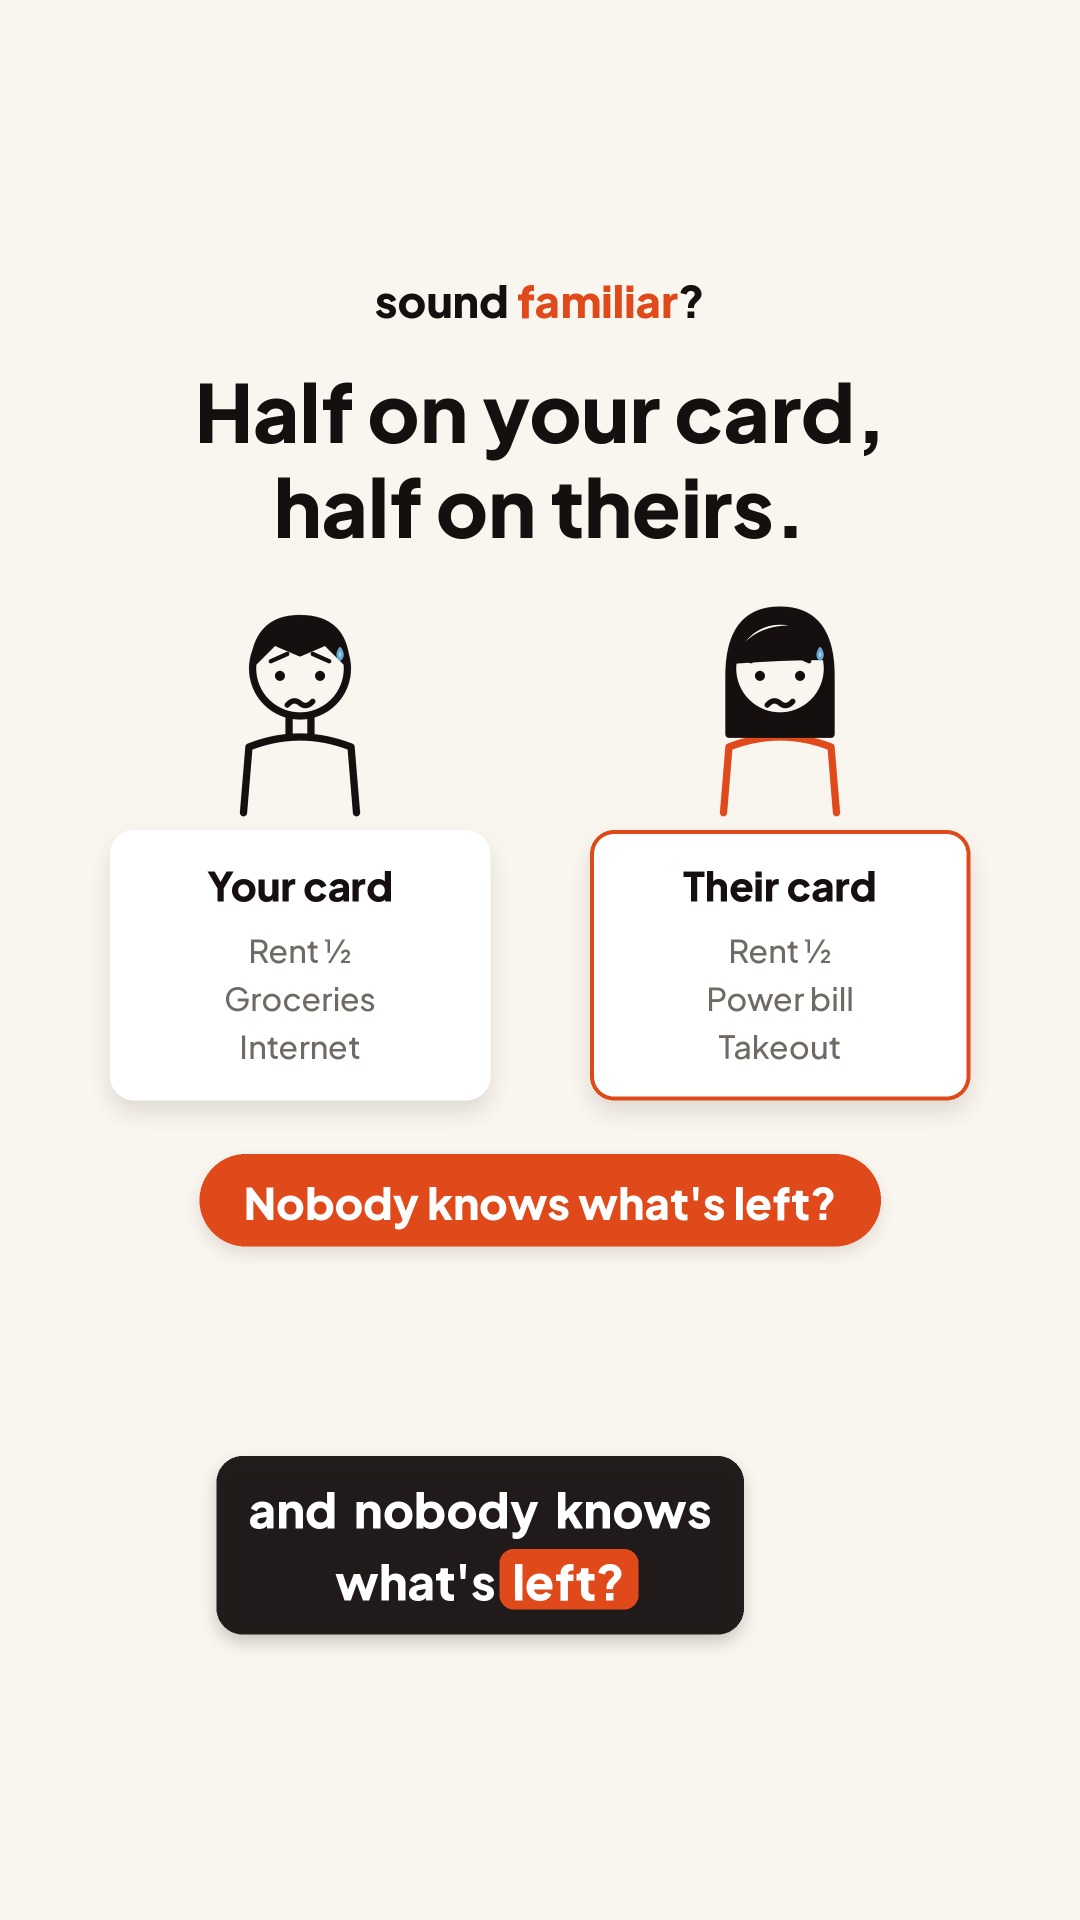 sound familiar?
Half on your card,
half on theirs.
Your card
Rent ½
Groceries
Internet
Their card
Rent ½
Power bill
Takeout
Nobody knows what's left?
and nobody knows
what's left?